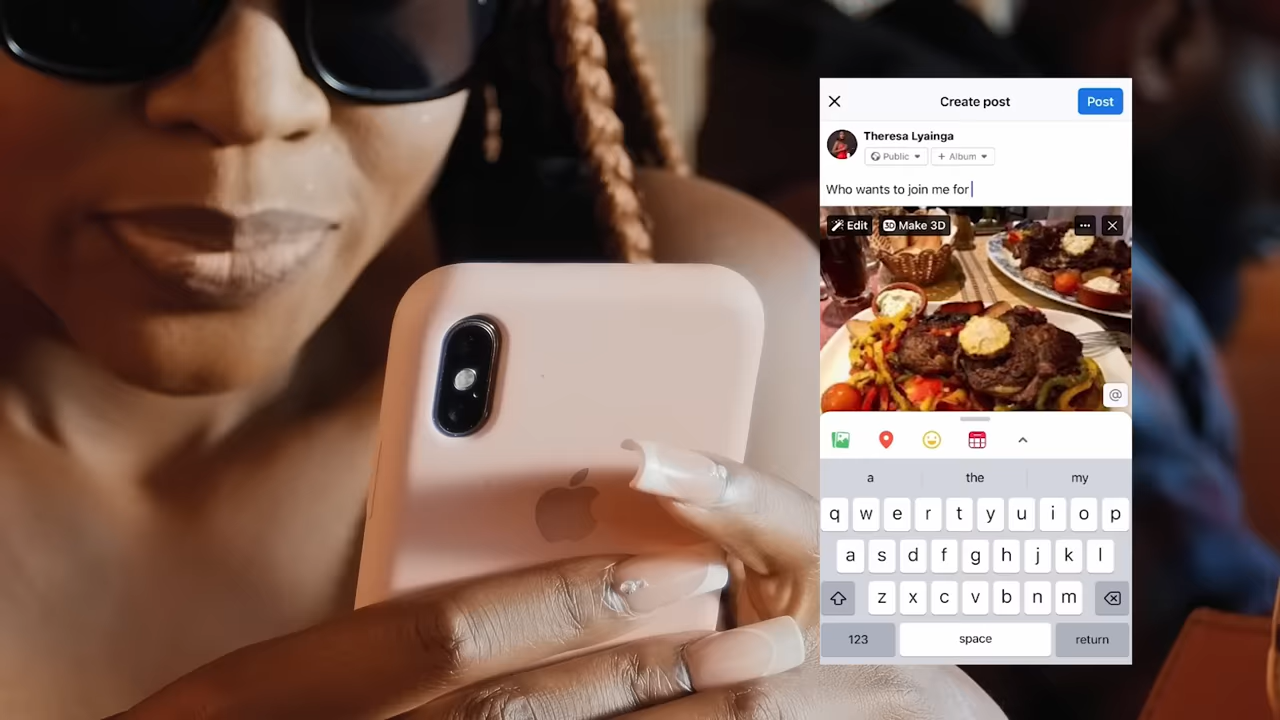 Create post
Post
Theresa Lyainga
Public
+ Album
Who wants to join me for
Edit
3D Make 3D
@
a the my
q w e r t y u i o p
a s d f g h j k l
z x c v b n m
123 space return